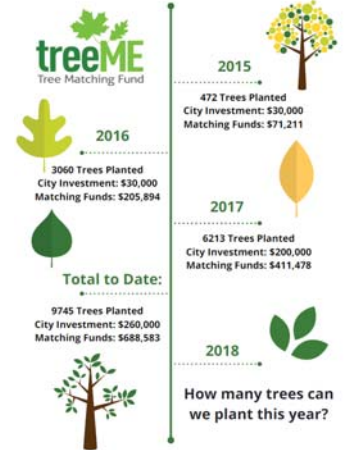 treeME
Tree Matching Fund
2015
472 Trees Planted
City Investment: $30,000
Matching Funds: $71,211
2016
3060 Trees Planted
City Investment: $30,000
Matching Funds: $205,894
2017
6213 Trees Planted
City Investment: $200,000
Matching Funds: $411,478
Total to Date:
9745 Trees Planted
City Investment: $260,000
Matching Funds: $688,583
2018
How many trees can
we plant this year?